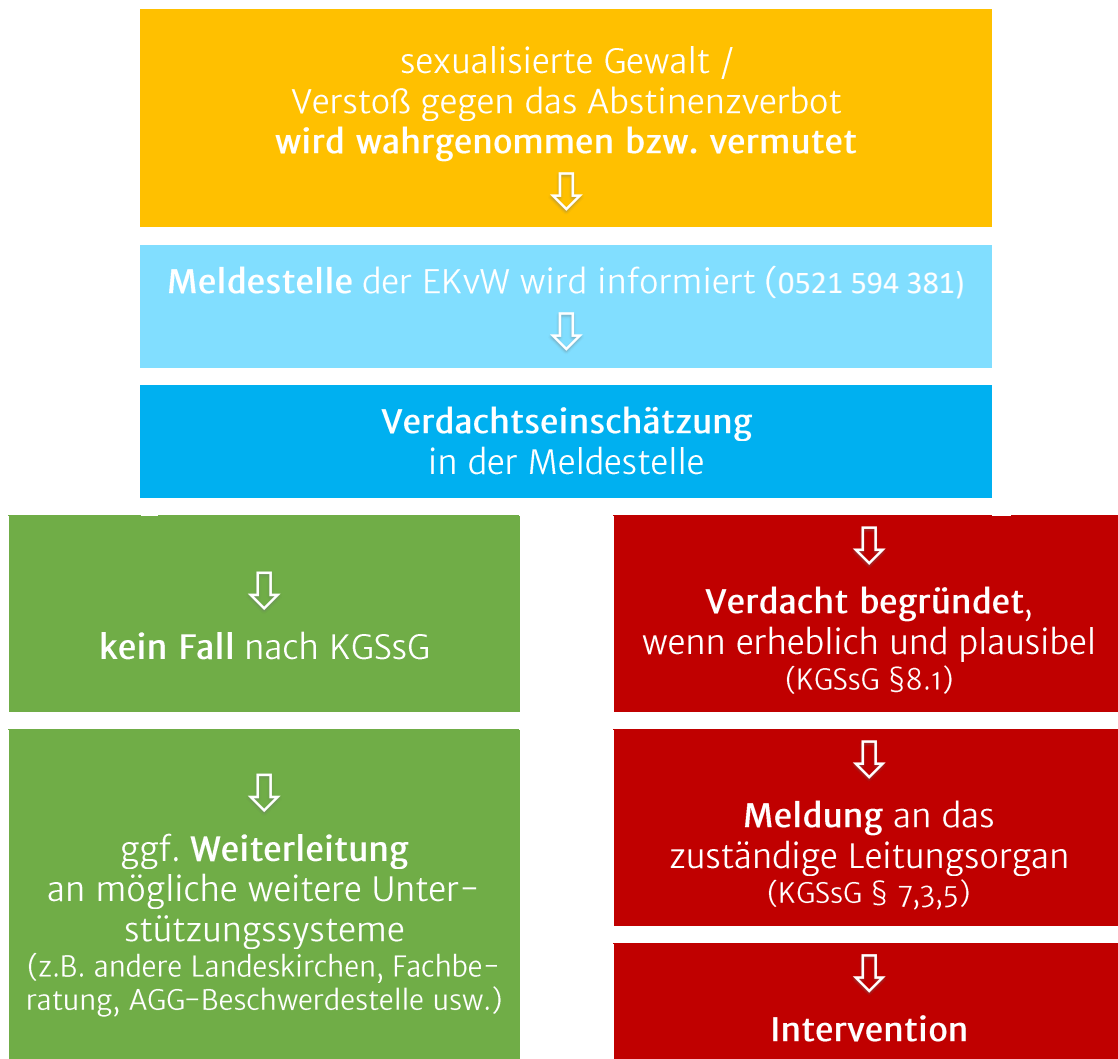 sexualisierte Gewalt /
Verstoß gegen das Abstinenzverbot
wird wahrgenommen bzw. vermutet
Meldestelle der EKvW wird informiert (0521 594 381)
Verdachtseinschätzung
in der Meldestelle
kein Fall nach KGSsG
ggf. Weiterleitung
an mögliche weitere Unter-
stützungssysteme
(z.B. andere Landeskirchen, Fachbe-
ratung, AGG-Beschwerdestelle usw.)
Verdacht begründet,
wenn erheblich und plausibel
(KGSsG §8.1)
Meldung an das
zuständige Leitungsorgan
(KGSsG § 7,3,5)
Intervention